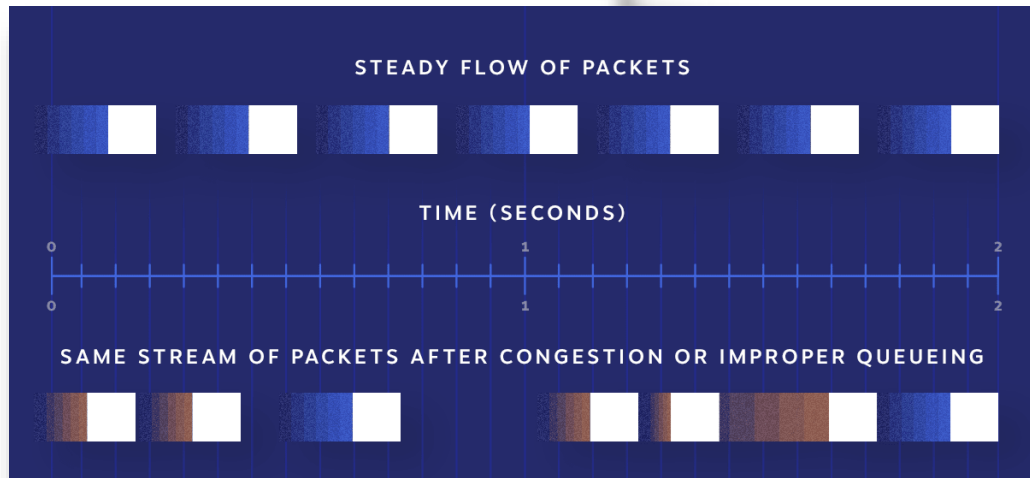 STEADY FLOW OF PACKETS
TIME (SECONDS)
0 1 2
0 1 2
SAME STREAM OF PACKETS AFTER CONGESTION OR IMPROPER QUEUEING